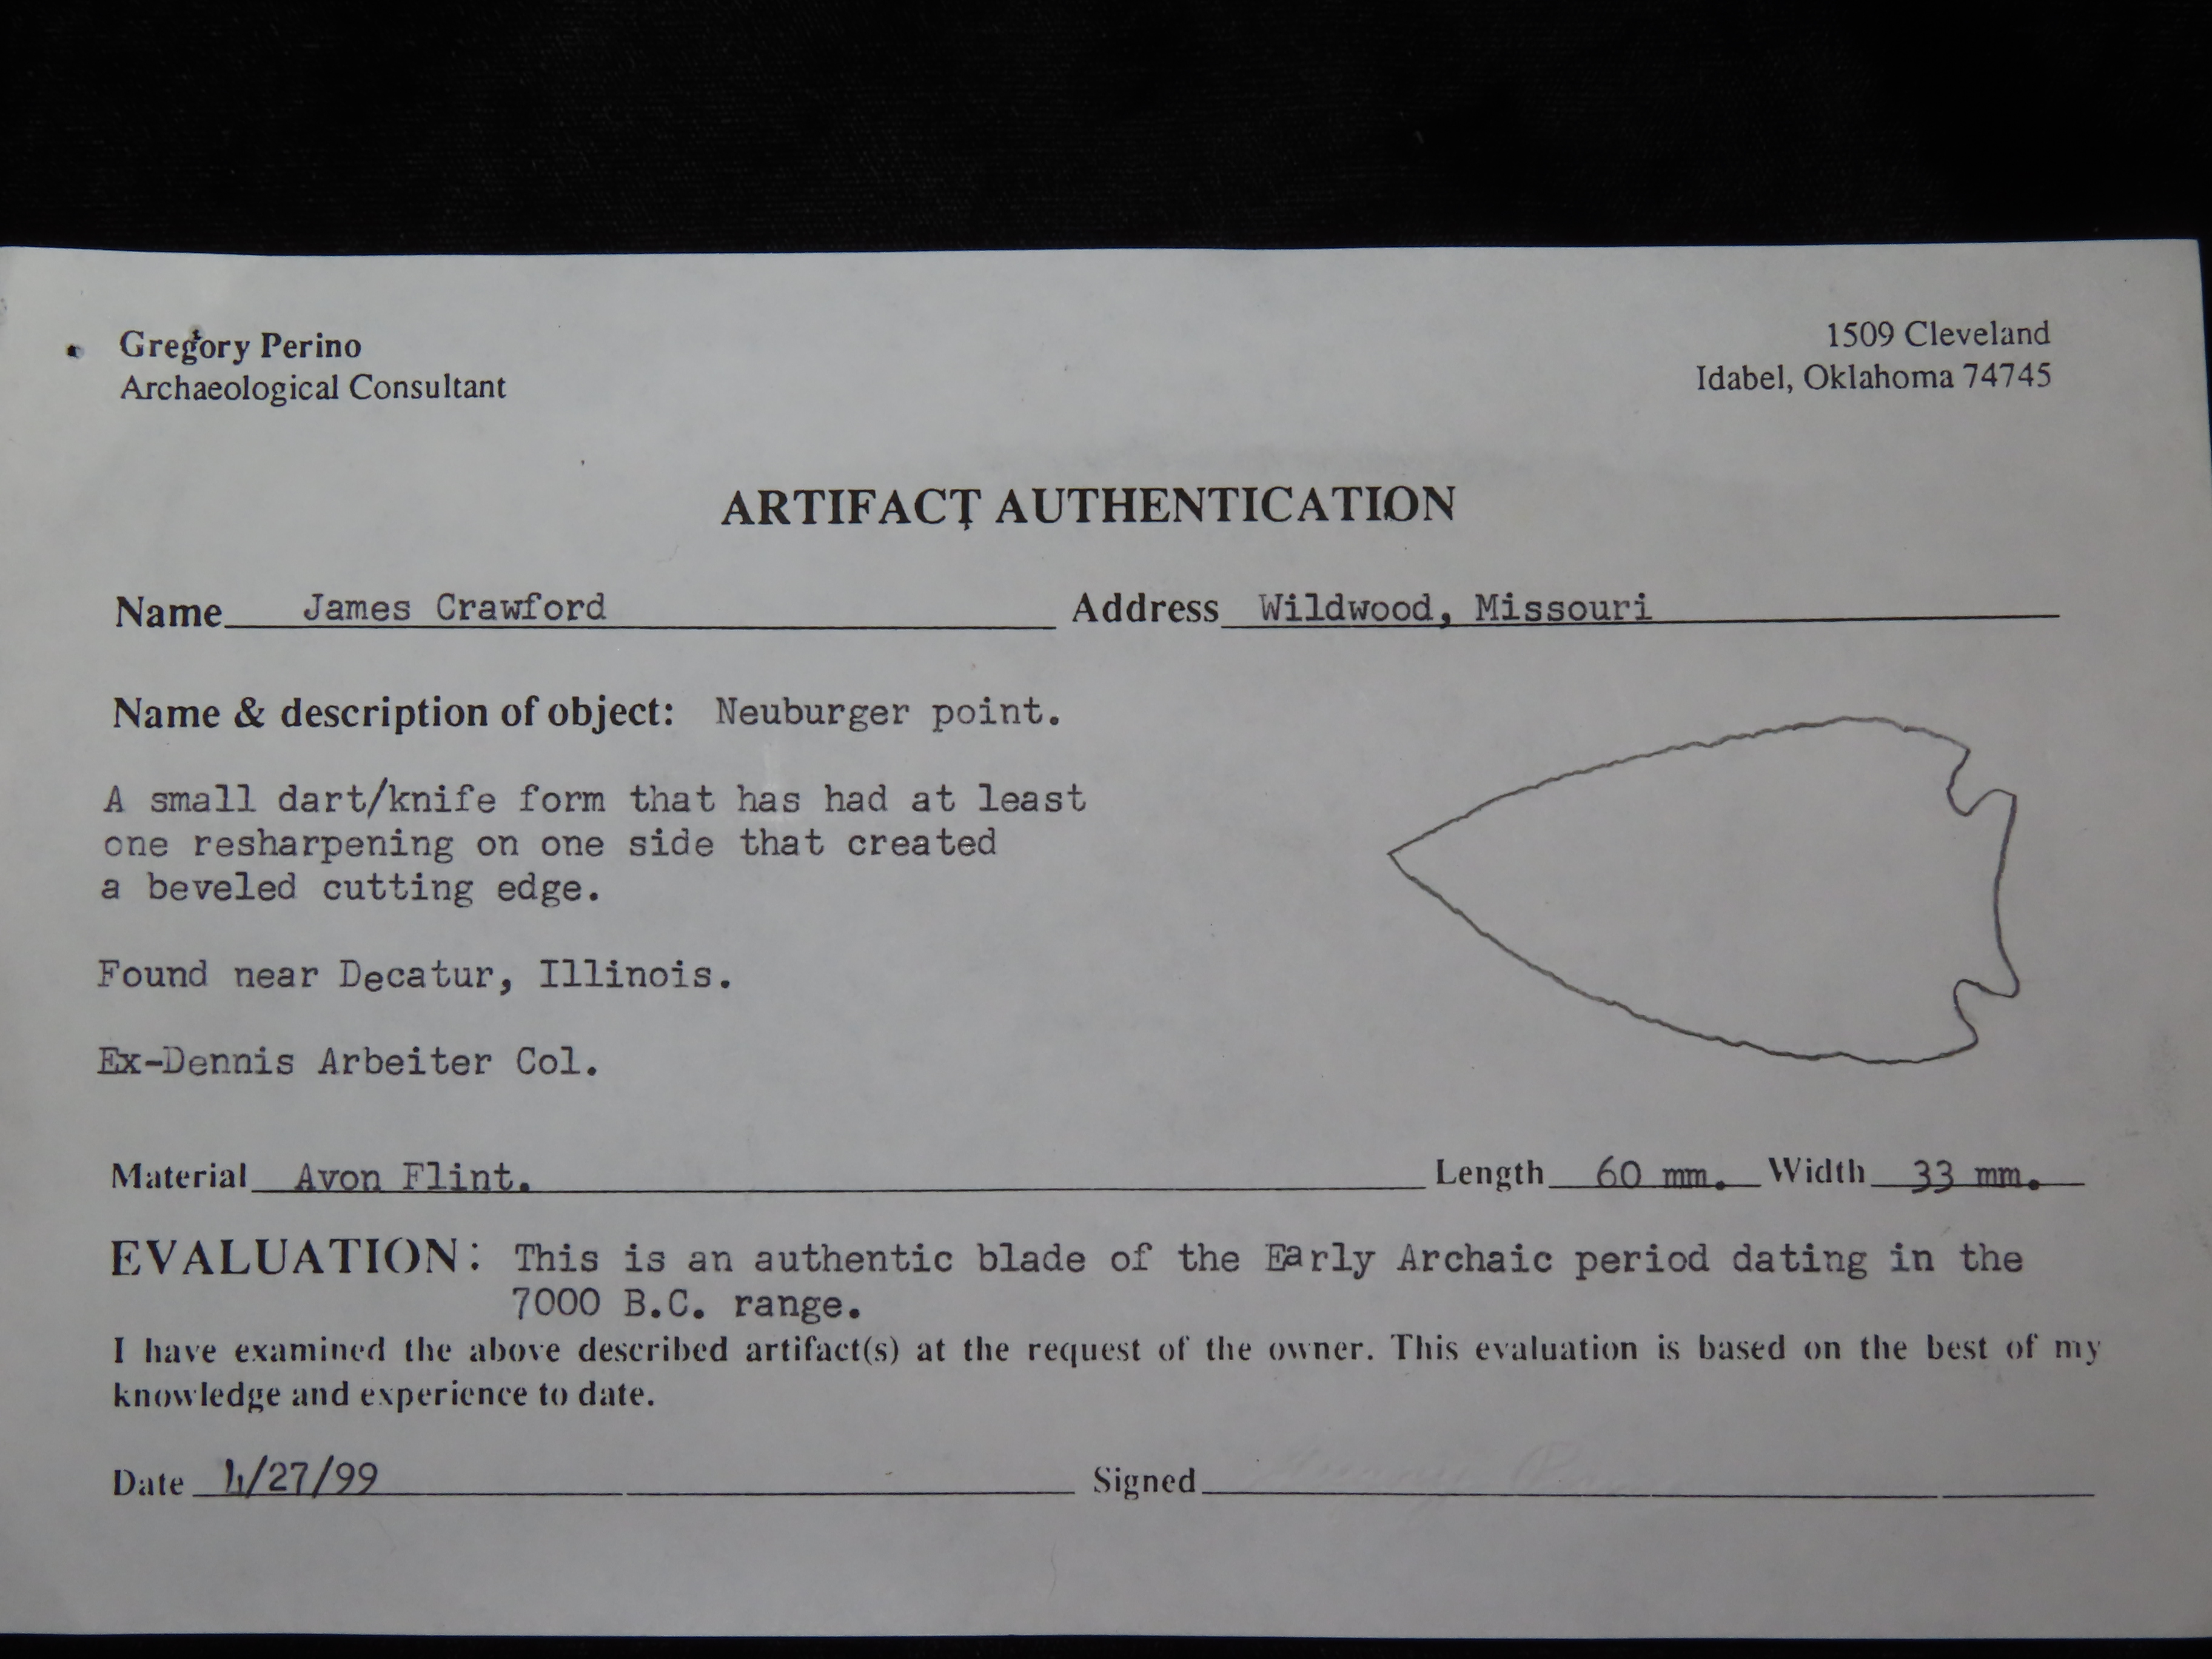 Gregory Perino
Archaeological Consultant
1509 Cleveland
Idabel, Oklahoma 74745
ARTIFACT AUTHENTICATION
Name James Crawford Address Wildwood, Missouri
Name & description of object: Neuburger point.
A small dart/knife form that has had at least
one resharpening on one side that created
a beveled cutting edge.
Found near Decatur, Illinois.
Ex-Dennis Arbeiter Col.
Material Avon Flint. Length 60 mm. Width 33 mm.
EVALUATION: This is an authentic blade of the Early Archaic period dating in the
7000 B.C. range.
I have examined the above described artifact(s) at the request of the owner. This evaluation is based on the best of my
knowledge and experience to date.
Date /27/99 Signed